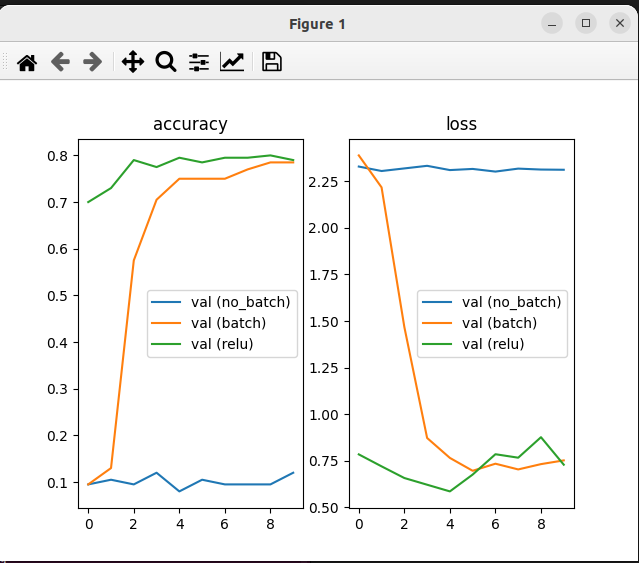 Figure 1
accuracy
0.8
0.7
0.6
0.5
0.4
0.3
0.2
0.1
0 2 4 6 8
val (no_batch)
val (batch)
val (relu)
loss
2.25
2.00
1.75
1.50
1.25
1.00
0.75
0.50
0 2 4 6 8
val (no_batch)
val (batch)
val (relu)